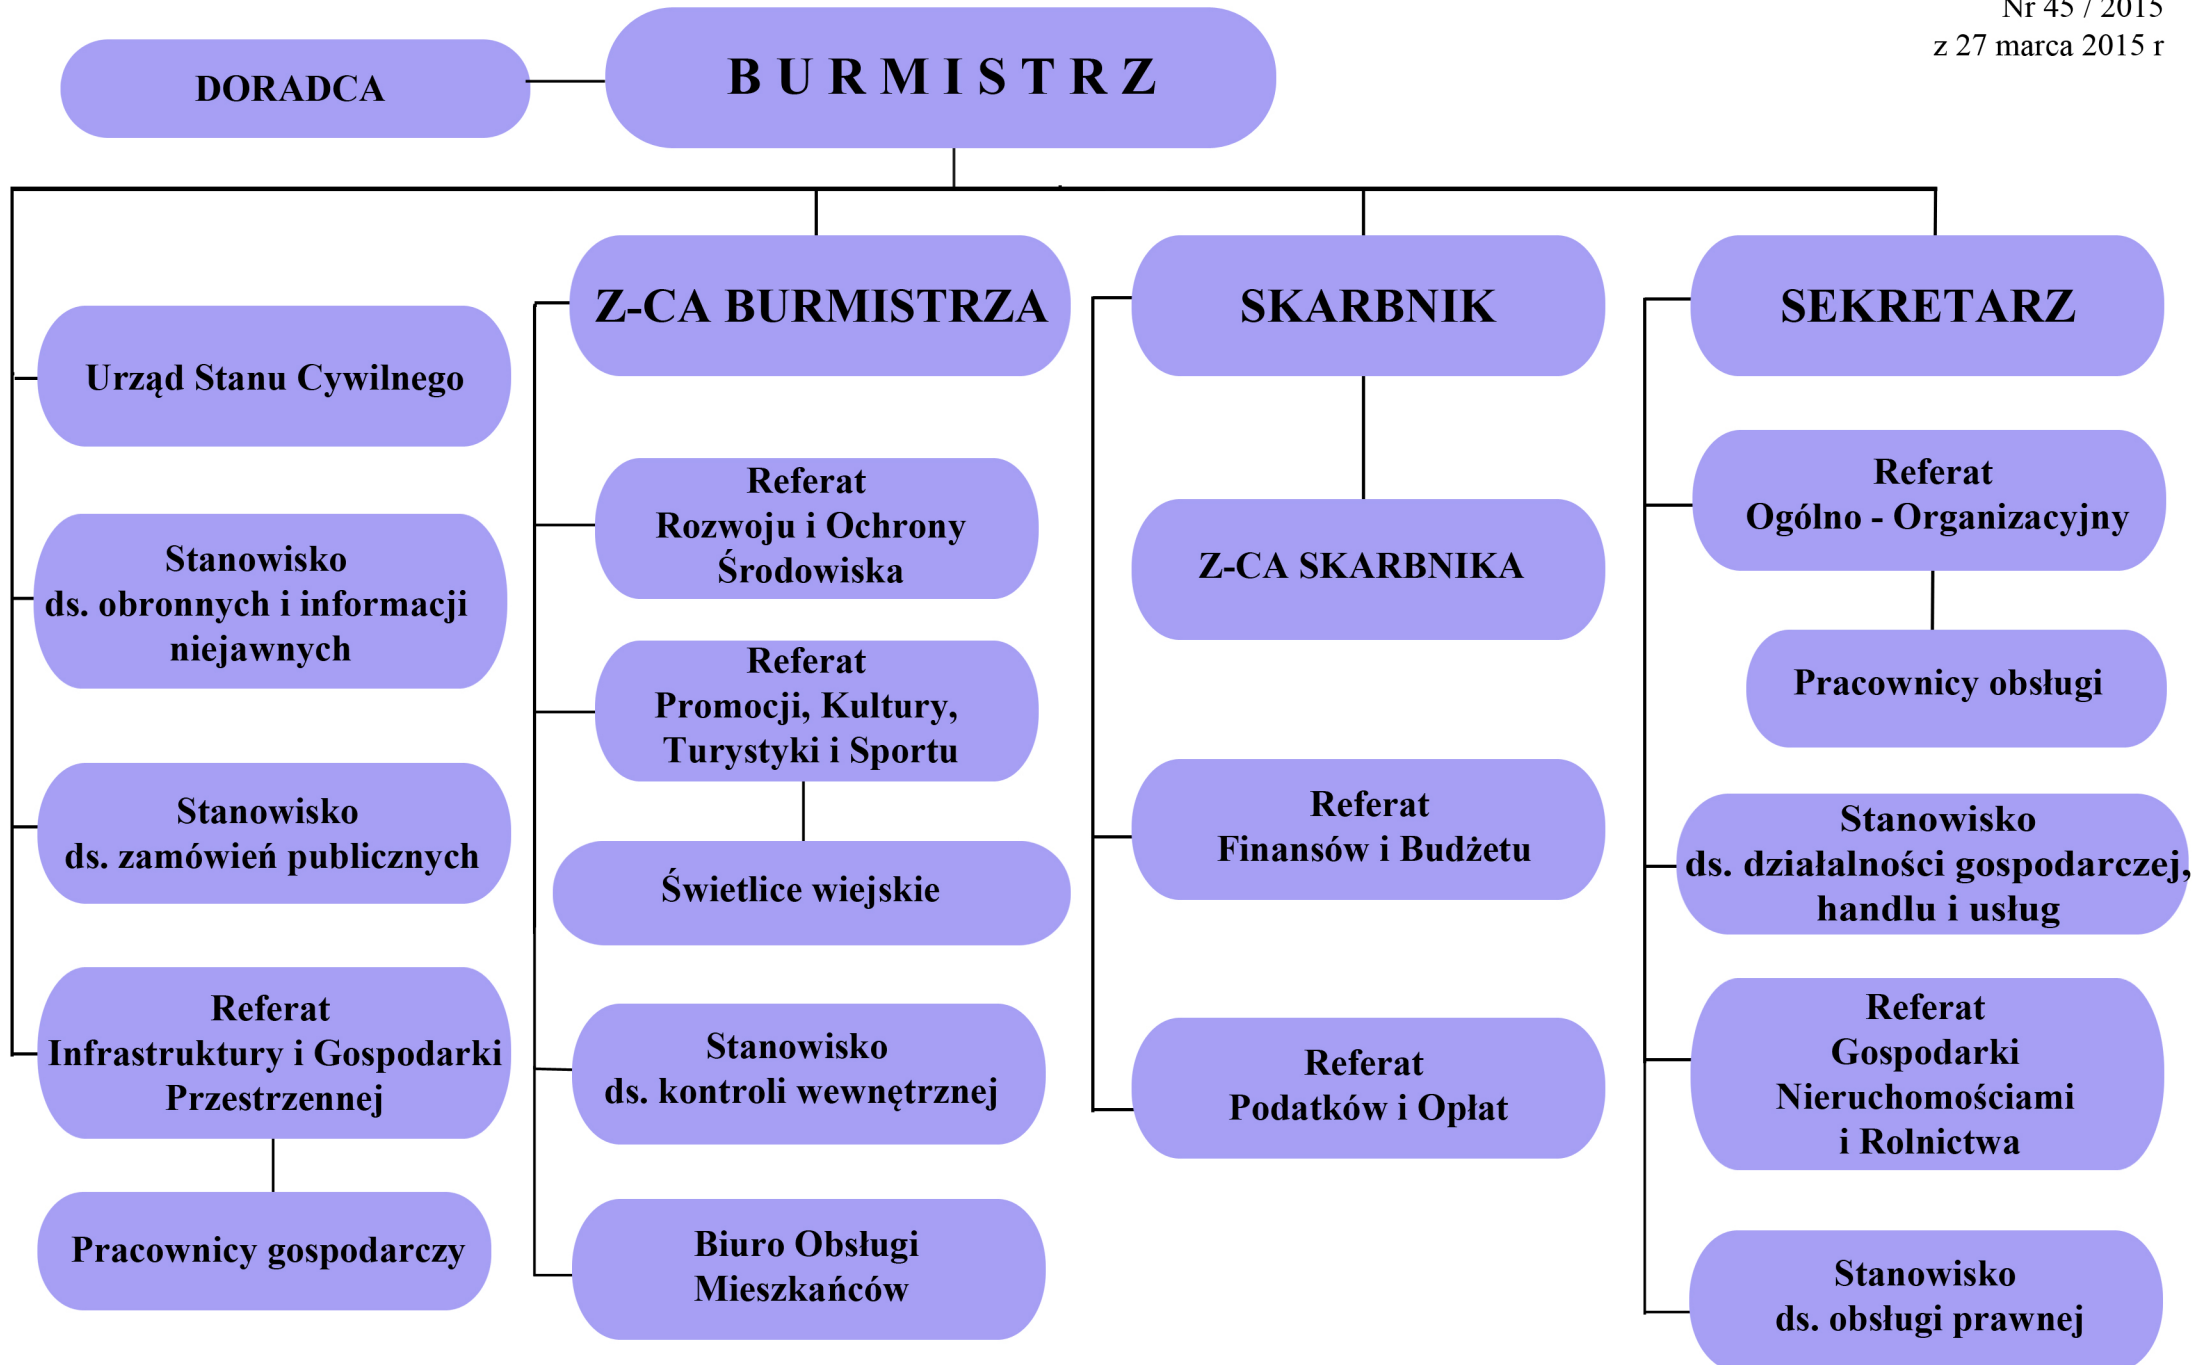 Nr 45 / 2015
z 27 marca 2015 r
DORADCA
B U R M I S T R Z
Urząd Stanu Cywilnego
Stanowisko
ds. obronnych i informacji
niejawnych
Stanowisko
ds. zamówień publicznych
Referat
Infrastruktury i Gospodarki
Przestrzennej
Pracownicy gospodarczy
Z-CA BURMISTRZA
Referat
Rozwoju i Ochrony
Środowiska
Referat
Promocji, Kultury,
Turystyki i Sportu
Świetlice wiejskie
Stanowisko
ds. kontroli wewnętrznej
Biuro Obsługi
Mieszkańców
SKARBNIK
Z-CA SKARBNIKA
Referat
Finansów i Budżetu
Referat
Podatków i Opłat
SEKRETARZ
Referat
Ogólno - Organizacyjny
Pracownicy obsługi
Stanowisko
ds. działalności gospodarczej,
handlu i usług
Referat
Gospodarki
Nieruchomościami
i Rolnictwa
Stanowisko
ds. obsługi prawnej